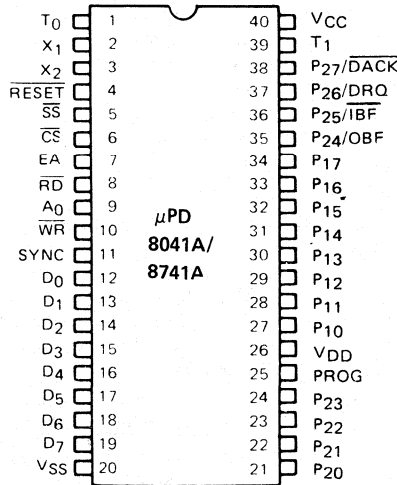 T0 1 40 VCC
X1 2 39 T1
X2 3 38 P27/DACK
RESET 4 37 P26/DRQ
SS 5 36 P25/IBF
CS 6 35 P24/OBF
EA 7 34 P17
RD 8 33 P16
A0 9 32 P15
WR 10 31 P14
SYNC 11 30 P13
D0 12 29 P12
D1 13 28 P11
D2 14 27 P10
D3 15 26 VDD
D4 16 25 PROG
D5 17 24 P23
D6 18 23 P22
D7 19 22 P21
VSS 20 21 P20
μPD
8041A/
8741A